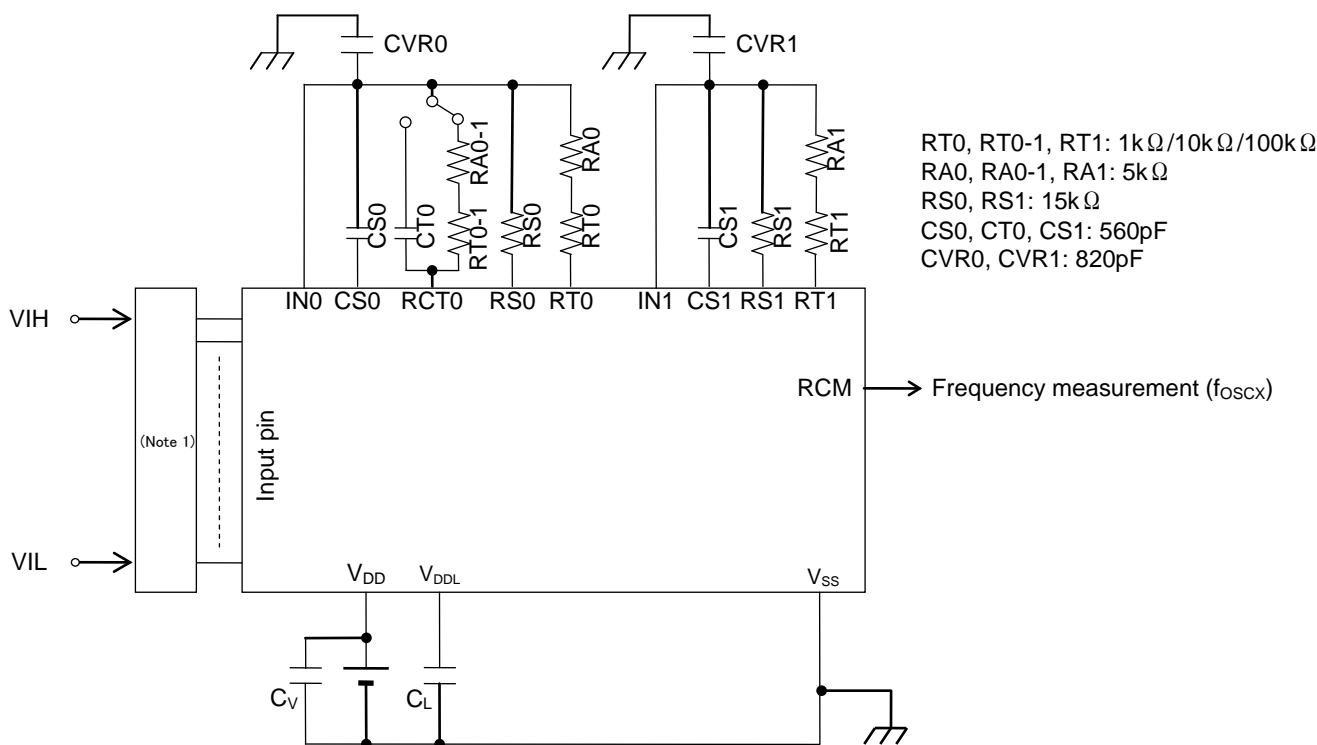 CVR0
CVR1
CS0
CT0
RA0-1
RT0-1
RS0
RA0
RT0
CS1
RS1
RA1
RT1
RT0, RT0-1, RT1: 1kΩ/10kΩ/100kΩ
RA0, RA0-1, RA1: 5kΩ
RS0, RS1: 15kΩ
CS0, CT0, CS1: 560pF
CVR0, CVR1: 820pF
IN0 CS0 RCT0 RS0 RT0
IN1 CS1 RS1 RT1
VIH
(Note 1)
Input pin
RCM
Frequency measurement (fOSCX)
VIL
VDD
VDDL
VSS
CV
CL